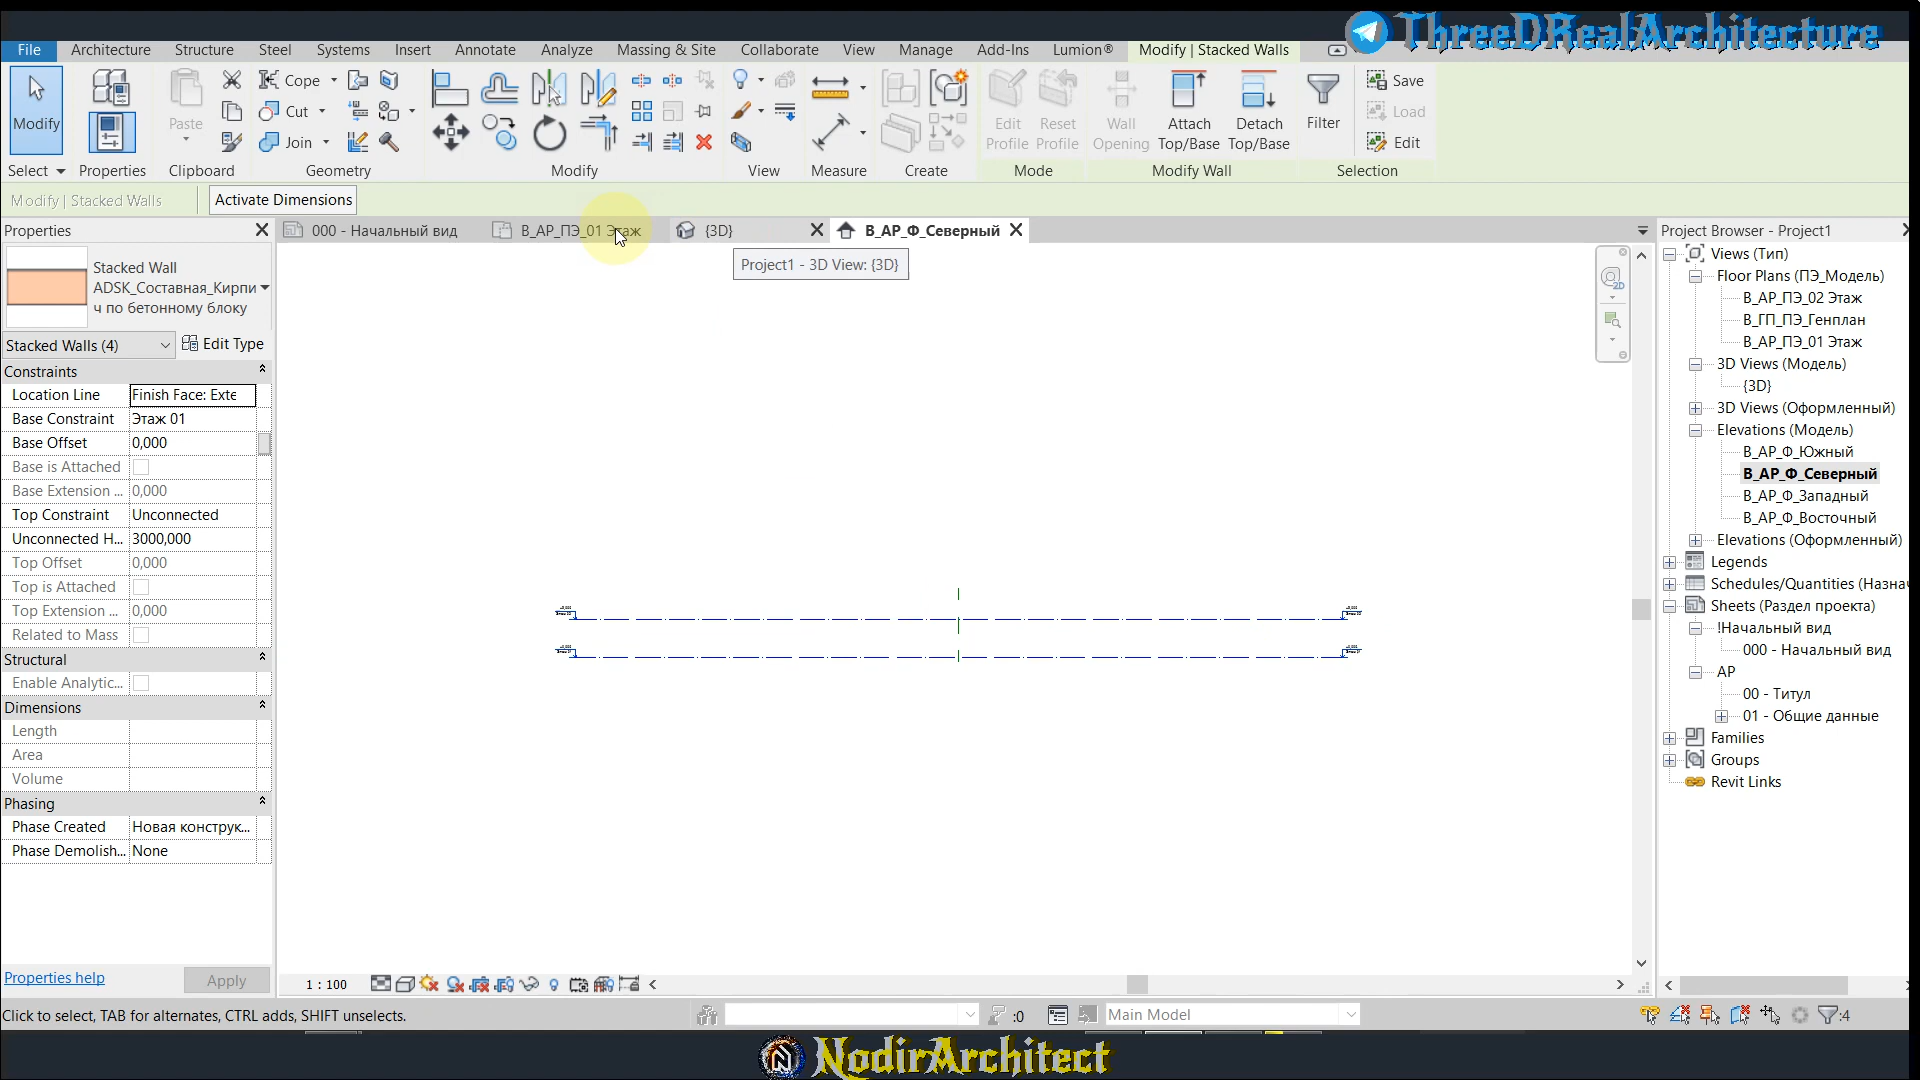 ThreeDRealArchitecture
File Architecture Structure Steel Systems Insert Annotate Analyze Massing & Site Collaborate View Manage Add-Ins Lumion® Modify | Stacked Walls
Modify
Paste
Cope
Cut
Join
Edit Profile
Reset Profile
Wall Opening
Attach Top/Base
Detach Top/Base
Filter
Save
Load
Edit
Select Properties Clipboard Geometry Modify View Measure Create Mode Modify Wall Selection
Modify | Stacked Walls Activate Dimensions
Properties
000 - Начальный вид В_АР_ПЭ_01 Этаж {3D} В_АР_Ф_Северный
Project1 - 3D View: {3D}
Stacked Wall
ADSK_Составная_Кирпи
ч по бетонному блоку
Stacked Walls (4) Edit Type
Constraints
Location Line Finish Face: Exte
Base Constraint Этаж 01
Base Offset 0,000
Base is Attached
Base Extension ... 0,000
Top Constraint Unconnected
Unconnected H... 3000,000
Top Offset 0,000
Top is Attached
Top Extension ... 0,000
Related to Mass
Structural
Enable Analytic...
Dimensions
Length
Area
Volume
Phasing
Phase Created Новая конструк...
Phase Demolish... None
Properties help Apply
2D
1 : 100
Project Browser - Project1
Views (Тип)
Floor Plans (ПЭ_Модель)
В_АР_ПЭ_02 Этаж
В_ГП_ПЭ_Генплан
В_АР_ПЭ_01 Этаж
3D Views (Модель)
{3D}
3D Views (Оформленный)
Elevations (Модель)
В_АР_Ф_Южный
В_АР_Ф_Северный
В_АР_Ф_Западный
В_АР_Ф_Восточный
Elevations (Оформленный)
Legends
Schedules/Quantities (Назнач
Sheets (Раздел проекта)
!Начальный вид
000 - Начальный вид
АР
00 - Титул
01 - Общие данные
Families
Groups
Revit Links
Click to select, TAB for alternates, CTRL adds, SHIFT unselects.
:0 Main Model :4
NodirArchitect